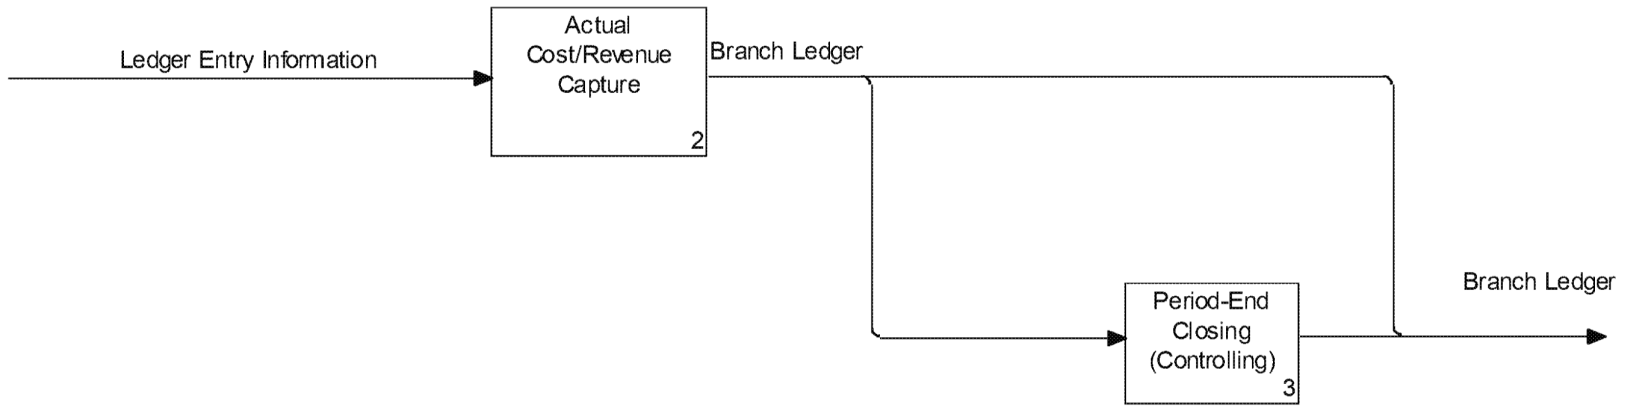 Ledger Entry Information
Actual
Cost/Revenue
Capture
2
Branch Ledger
Branch Ledger
Period-End
Closing
(Controlling)
3